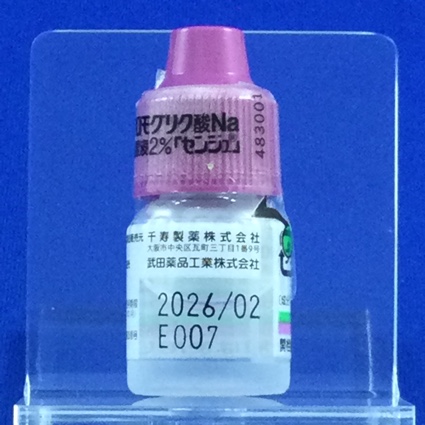 クロモグリク酸Na
点眼液2%「センジュ」
483001
千寿製薬株式会社
大阪市中央区瓦町三丁目1番9号
武田薬品工業株式会社
2026/02
E007